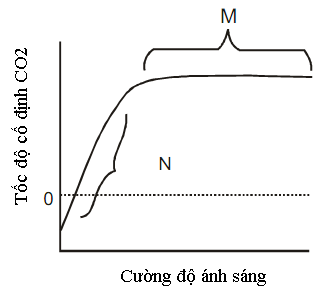 M
Tốc độ cố định CO2
N
0
Cường độ ánh sáng